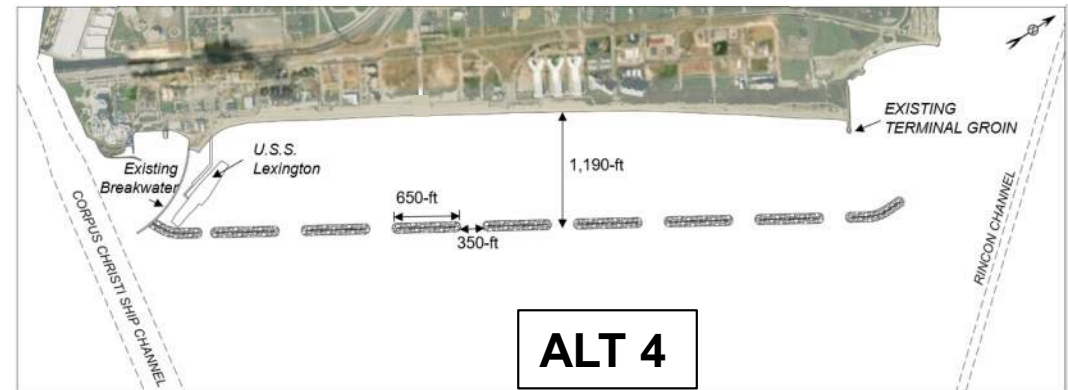 EXISTING
TERMINAL GROIN
U.S.S.
Lexington
Existing
Breakwater
1,190-ft
650-ft
350-ft
CORPUS CHRISTI SHIP CHANNEL
RINCON CHANNEL
ALT 4